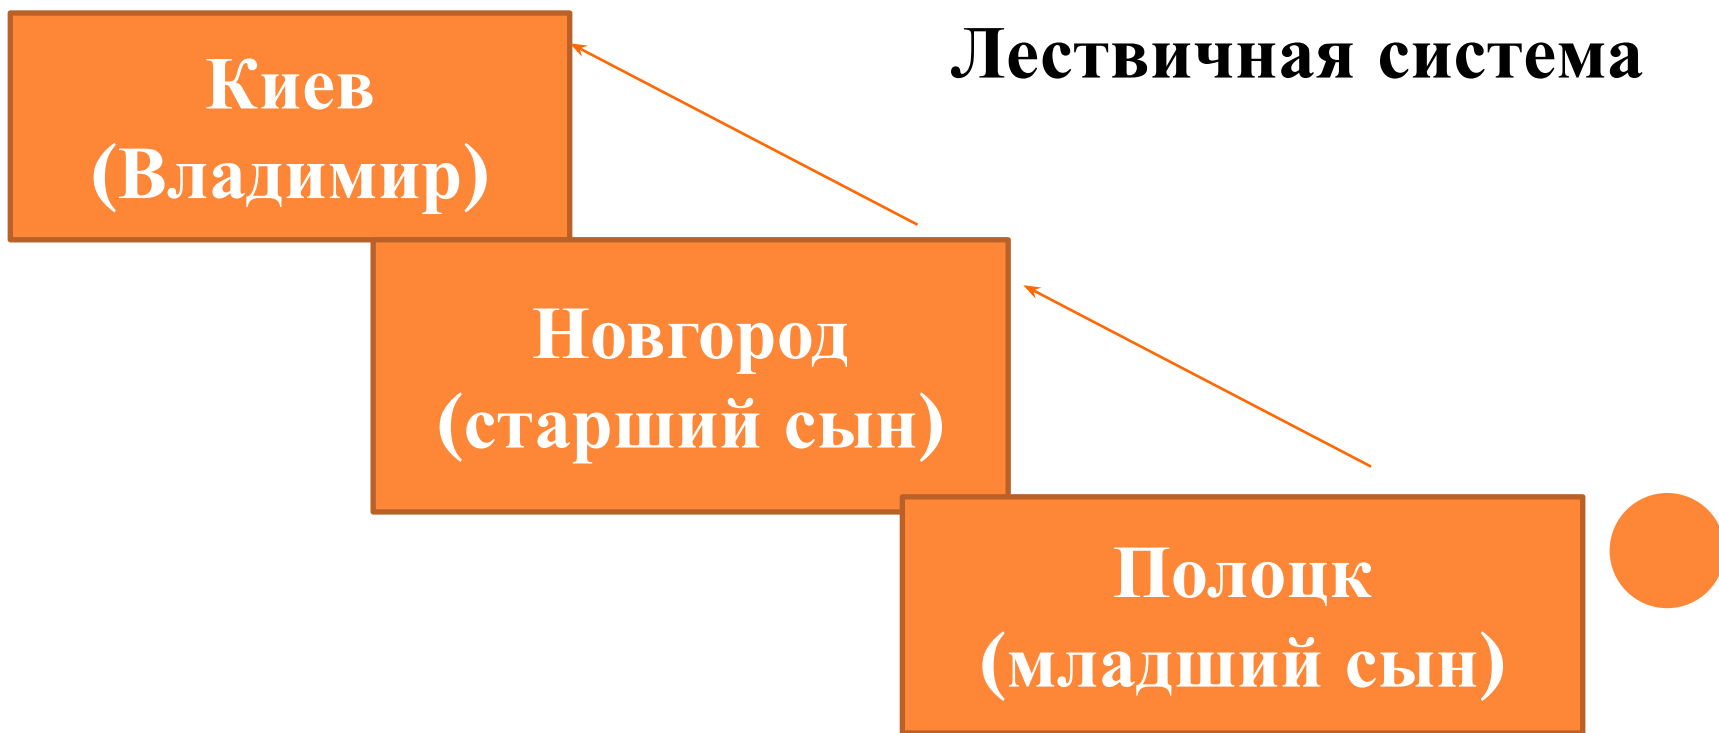 Лествичная система
Киев
(Владимир)
Новгород
(старший сын)
Полоцк
(младший сын)